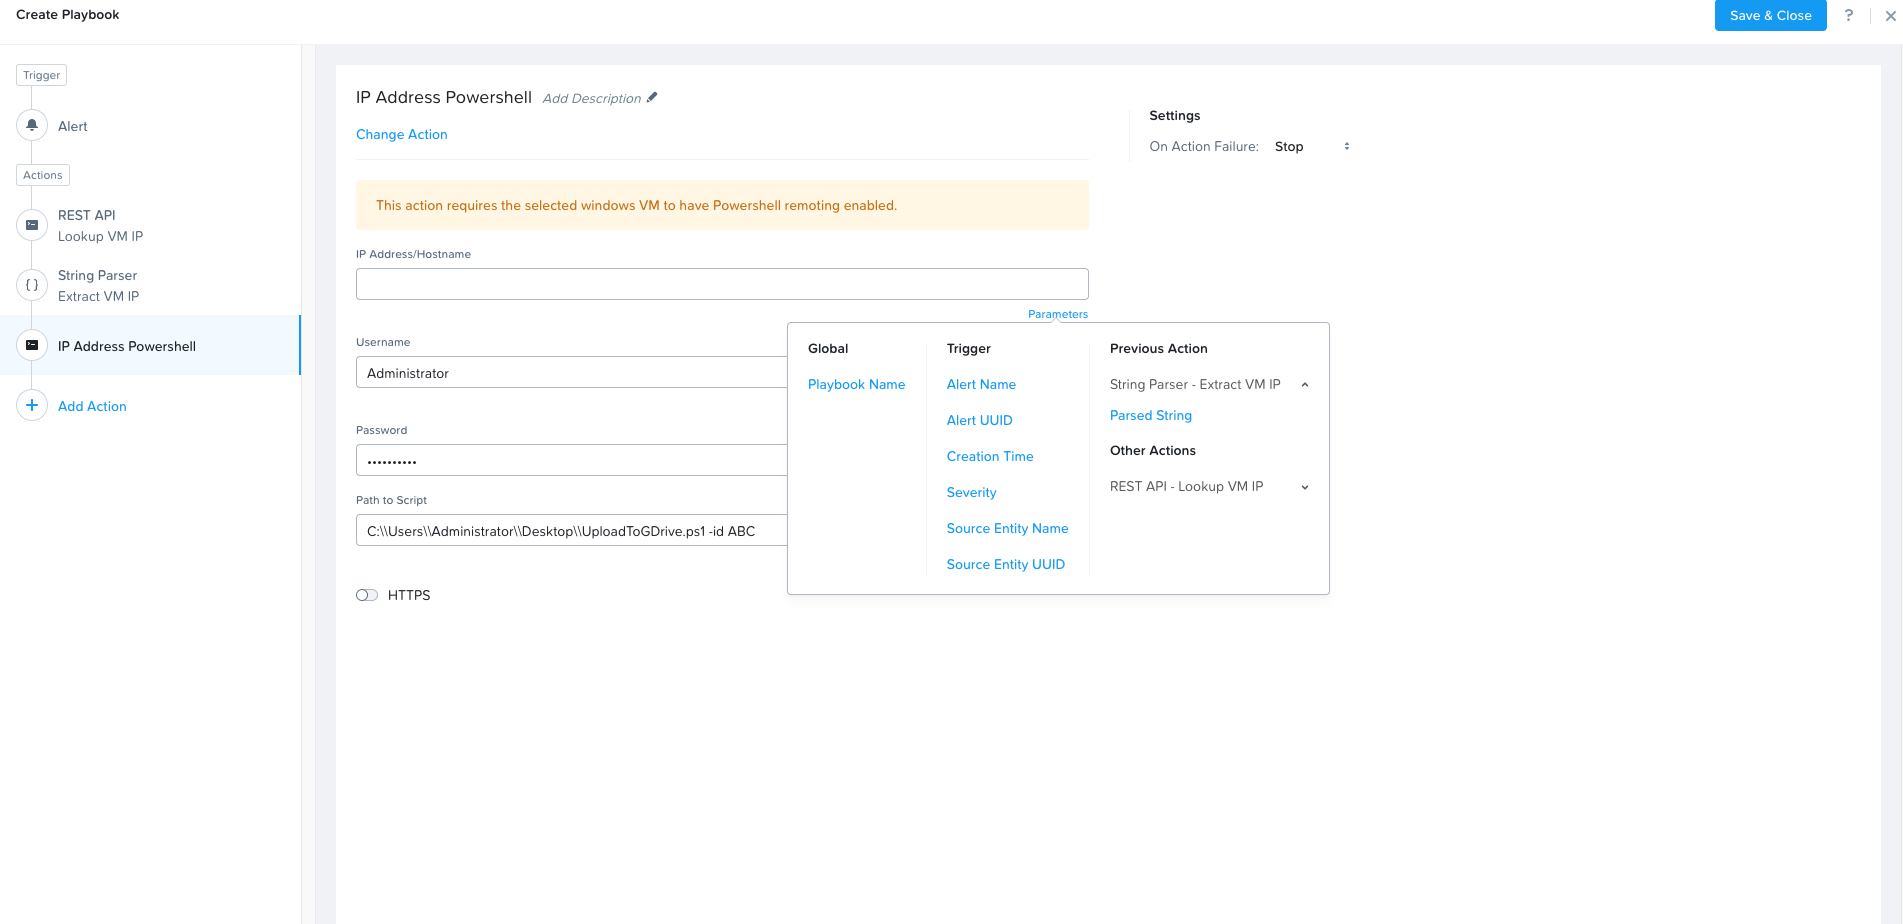 Create Playbook
Save & Close
?
Trigger
Alert
Actions
REST API
Lookup VM IP
{ }
String Parser
Extract VM IP
IP Address Powershell
Add Action
IP Address Powershell Add Description
Change Action
Settings
On Action Failure: Stop
This action requires the selected windows VM to have Powershell remoting enabled.
IP Address/Hostname
Parameters
Username
Administrator
Password
••••••••••
Path to Script
C:\\Users\\Administrator\\Desktop\\UploadToGDrive.ps1 -id ABC
HTTPS
Global
Playbook Name
Trigger
Alert Name
Alert UUID
Creation Time
Severity
Source Entity Name
Source Entity UUID
Previous Action
String Parser - Extract VM IP
Parsed String
Other Actions
REST API - Lookup VM IP